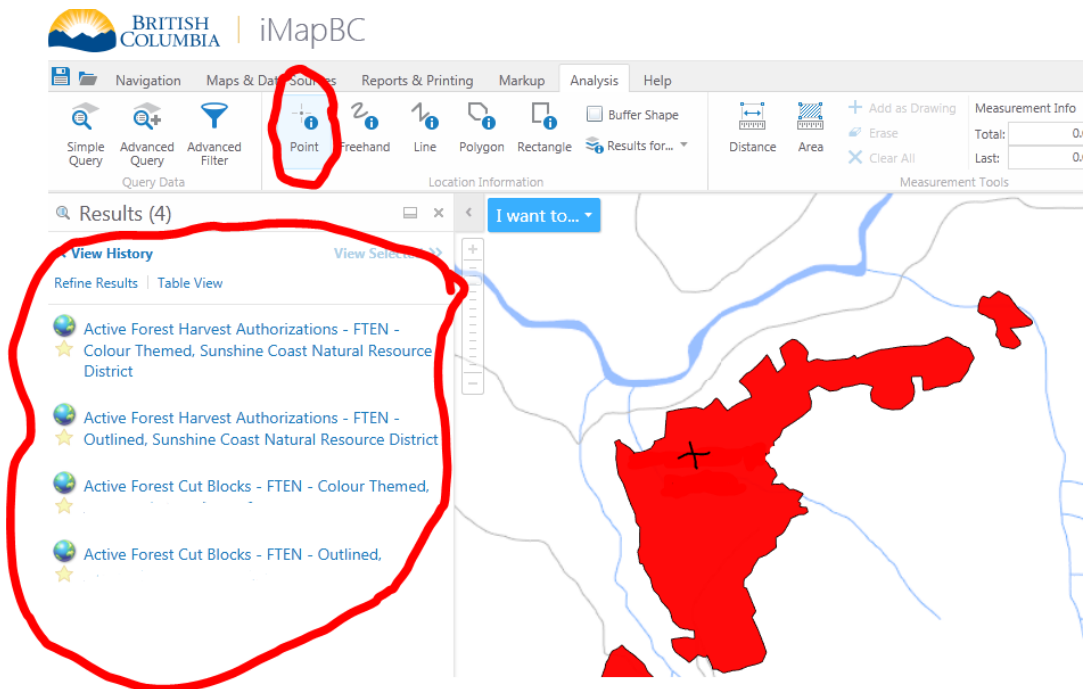 BRITISH
COLUMBIA
iMapBC
Navigation Maps & Data Sources Reports & Printing Markup Analysis Help
Simple Query
Advanced Query
Advanced Filter
Point Freehand Line Polygon Rectangle
Buffer Shape
Results for...
Distance Area
+ Add as Drawing
Erase
Clear All
Measurement Info
Total: 0.
Last: 0.
Query Data Location Information Measurement Tools
Results (4)
I want to...
View History View Selected
Refine Results Table View
Active Forest Harvest Authorizations - FTEN -
Colour Themed, Sunshine Coast Natural Resource
District
Active Forest Harvest Authorizations - FTEN -
Outlined, Sunshine Coast Natural Resource District
Active Forest Cut Blocks - FTEN - Colour Themed,
Active Forest Cut Blocks - FTEN - Outlined,